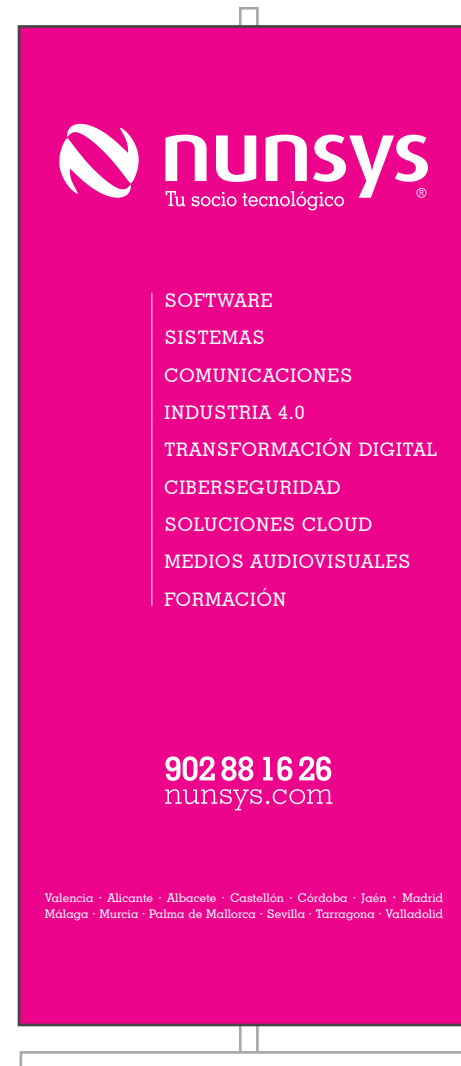 nunsys
Tu socio tecnológico ®
SOFTWARE
SISTEMAS
COMUNICACIONES
INDUSTRIA 4.0
TRANSFORMACIÓN DIGITAL
CIBERSEGURIDAD
SOLUCIONES CLOUD
MEDIOS AUDIOVISUALES
FORMACIÓN
902 88 16 26
nunsys.com
Valencia · Alicante · Albacete · Castellón · Córdoba · Jaén · Madrid
Málaga · Murcia · Palma de Mallorca · Sevilla · Tarragona · Valladolid